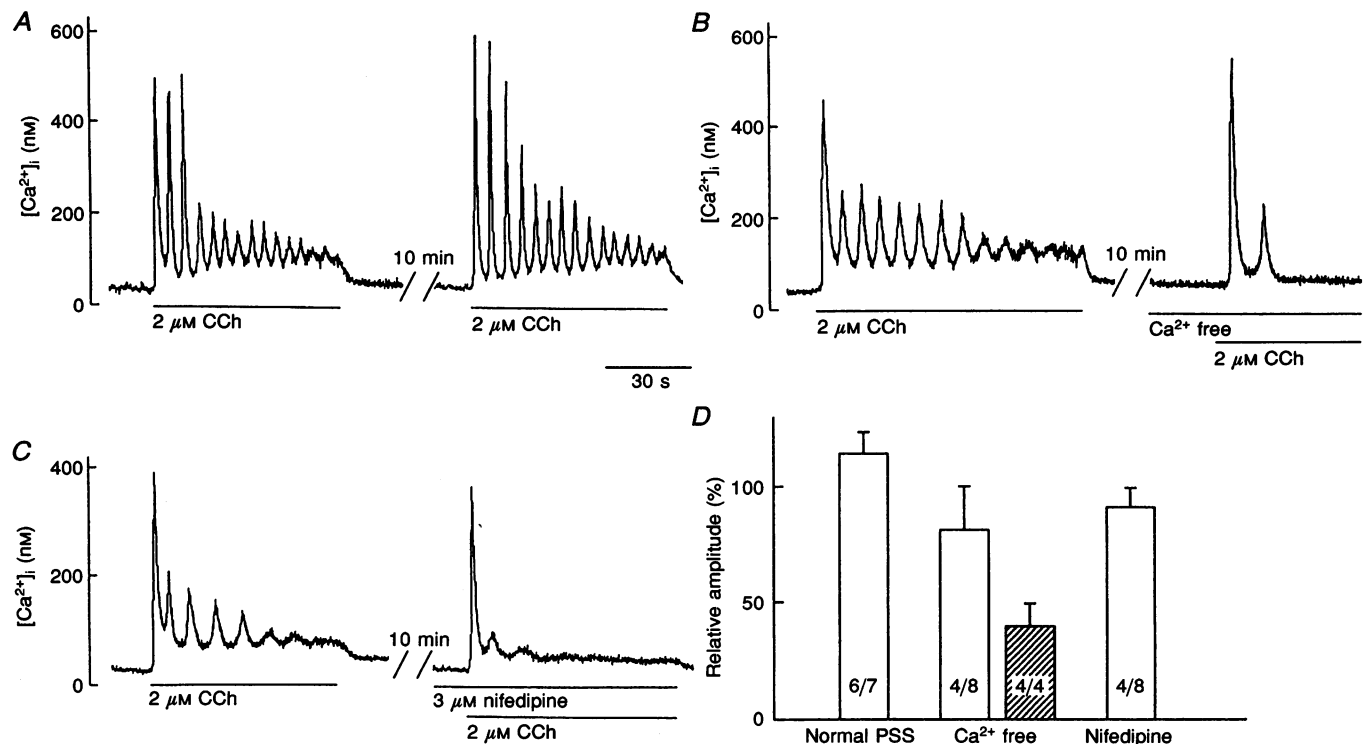 A
600
400
200
0
[Ca²⁺]ᵢ (nM)
10 min
2 μM CCh
2 μM CCh
30 s
B
600
400
200
0
[Ca²⁺]ᵢ (nM)
10 min
2 μM CCh
Ca²⁺ free
2 μM CCh
C
400
200
0
[Ca²⁺]ᵢ (nM)
10 min
2 μM CCh
3 μM nifedipine
2 μM CCh
D
100
50
0
Relative amplitude (%)
6/7
4/8
4/4
4/8
Normal PSS
Ca²⁺ free
Nifedipine